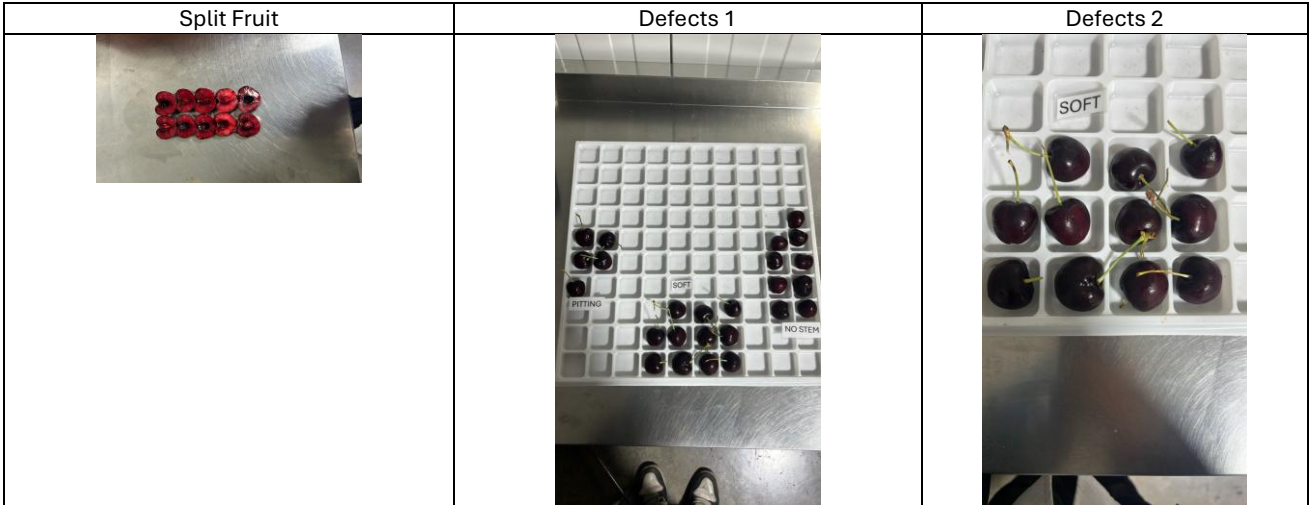 Split Fruit
Defects 1
Defects 2
PITTING
SOFT
NO STEM
SOFT